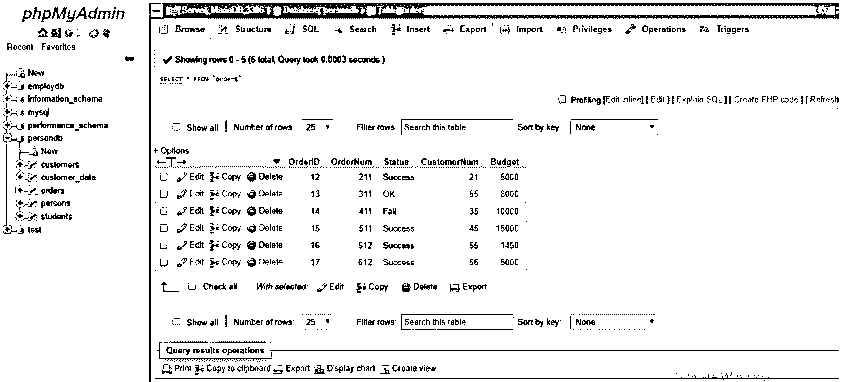 phpMyAdmin
Recent Favorites
New
employdb
information_schema
mysql
performance_schema
persondb
New
customers
customer_data
orders
persons
students
test
Browse Structure SQL Search Insert Export Import Privileges Operations Triggers
Showing rows 0 - 5 (6 total, Query took 0.0003 seconds )
SELECT * FROM `orders`
Profiling [Edit inline] [ Edit ] [ Explain SQL ] [ Create PHP code ] [ Refresh
Show all Number of rows 25 Filter rows Search this table Sort by key None
+ Options
OrderID OrderNum Status CustomerNum Budget
Edit Copy Delete 12 211 Success 21 5000
Edit Copy Delete 13 311 OK 55 8000
Edit Copy Delete 14 411 Fail 35 10000
Edit Copy Delete 15 511 Success 45 15000
Edit Copy Delete 16 512 Success 55 1450
Edit Copy Delete 17 612 Success 56 5000
Check all With selected: Edit Copy Delete Export
Show all Number of rows: 25 Filter rows: Search this table Sort by key: None
Query results operations
Print Copy to clipboard Export Display chart Create view